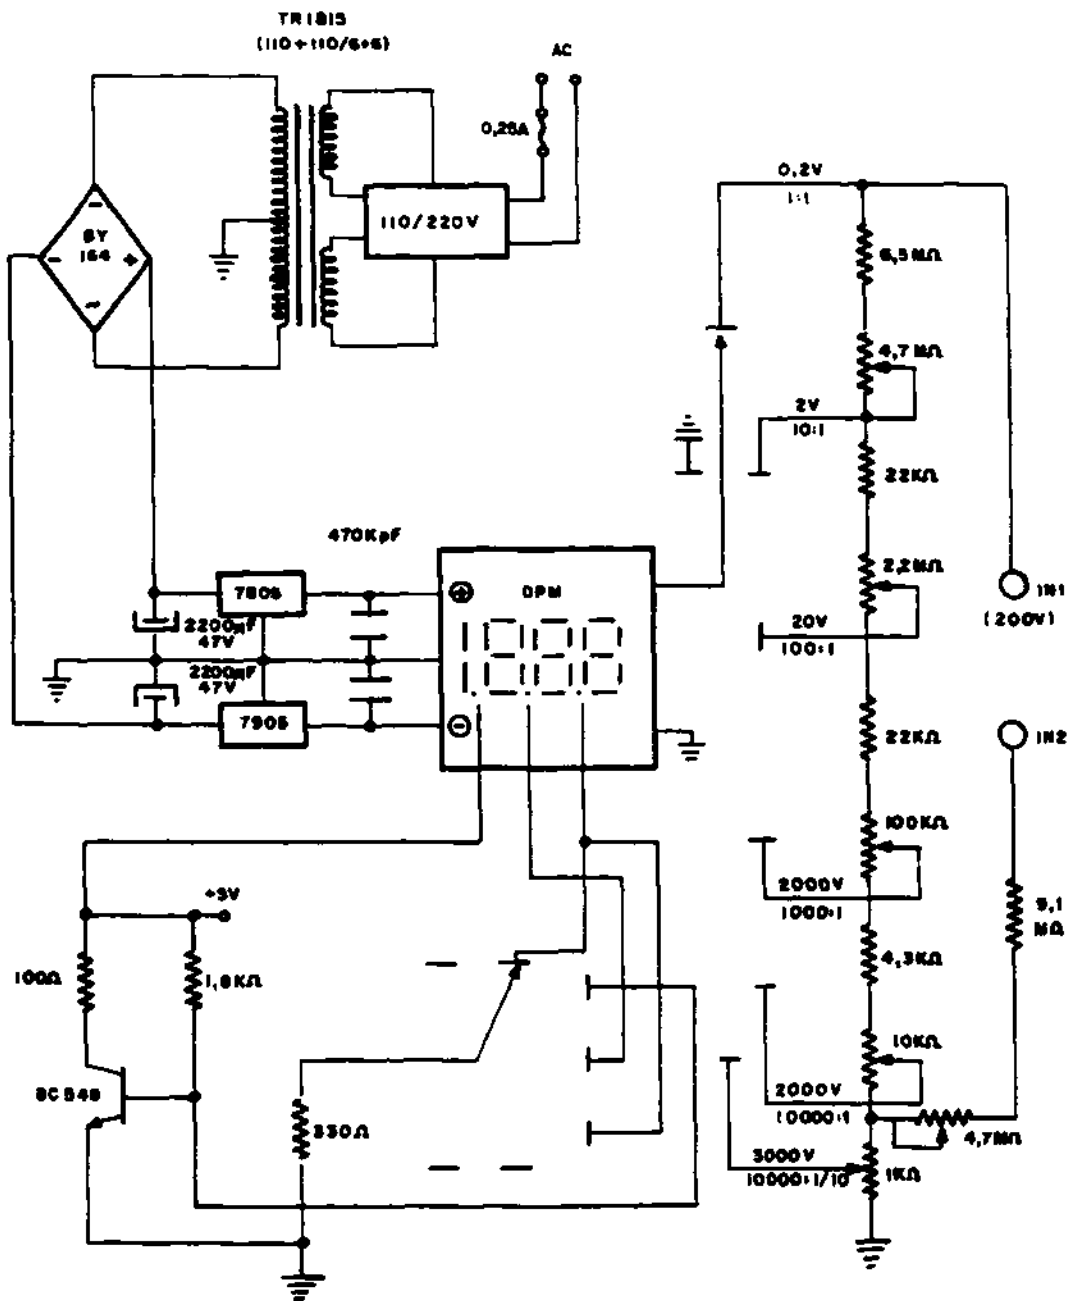 TR1815
(110+110/6+6)
AC
0,25A
110/220V
BY
164
-
+
~
0,2V
1:1
6,5MΩ
4,7MΩ
2V
10:1
22KΩ
2,2MΩ
20V
100:1
IN1
(200V)
22KΩ
IN2
100KΩ
2000V
1000:1
9,1
MΩ
4,3KΩ
10KΩ
2000V
10000:1
4,7MΩ
3000V
10000:1/10
1KΩ
470KpF
7805
DPM
+
2200µF
47V
2200µF
47V
7905
-
+5V
100Ω
1,8KΩ
BC548
330Ω